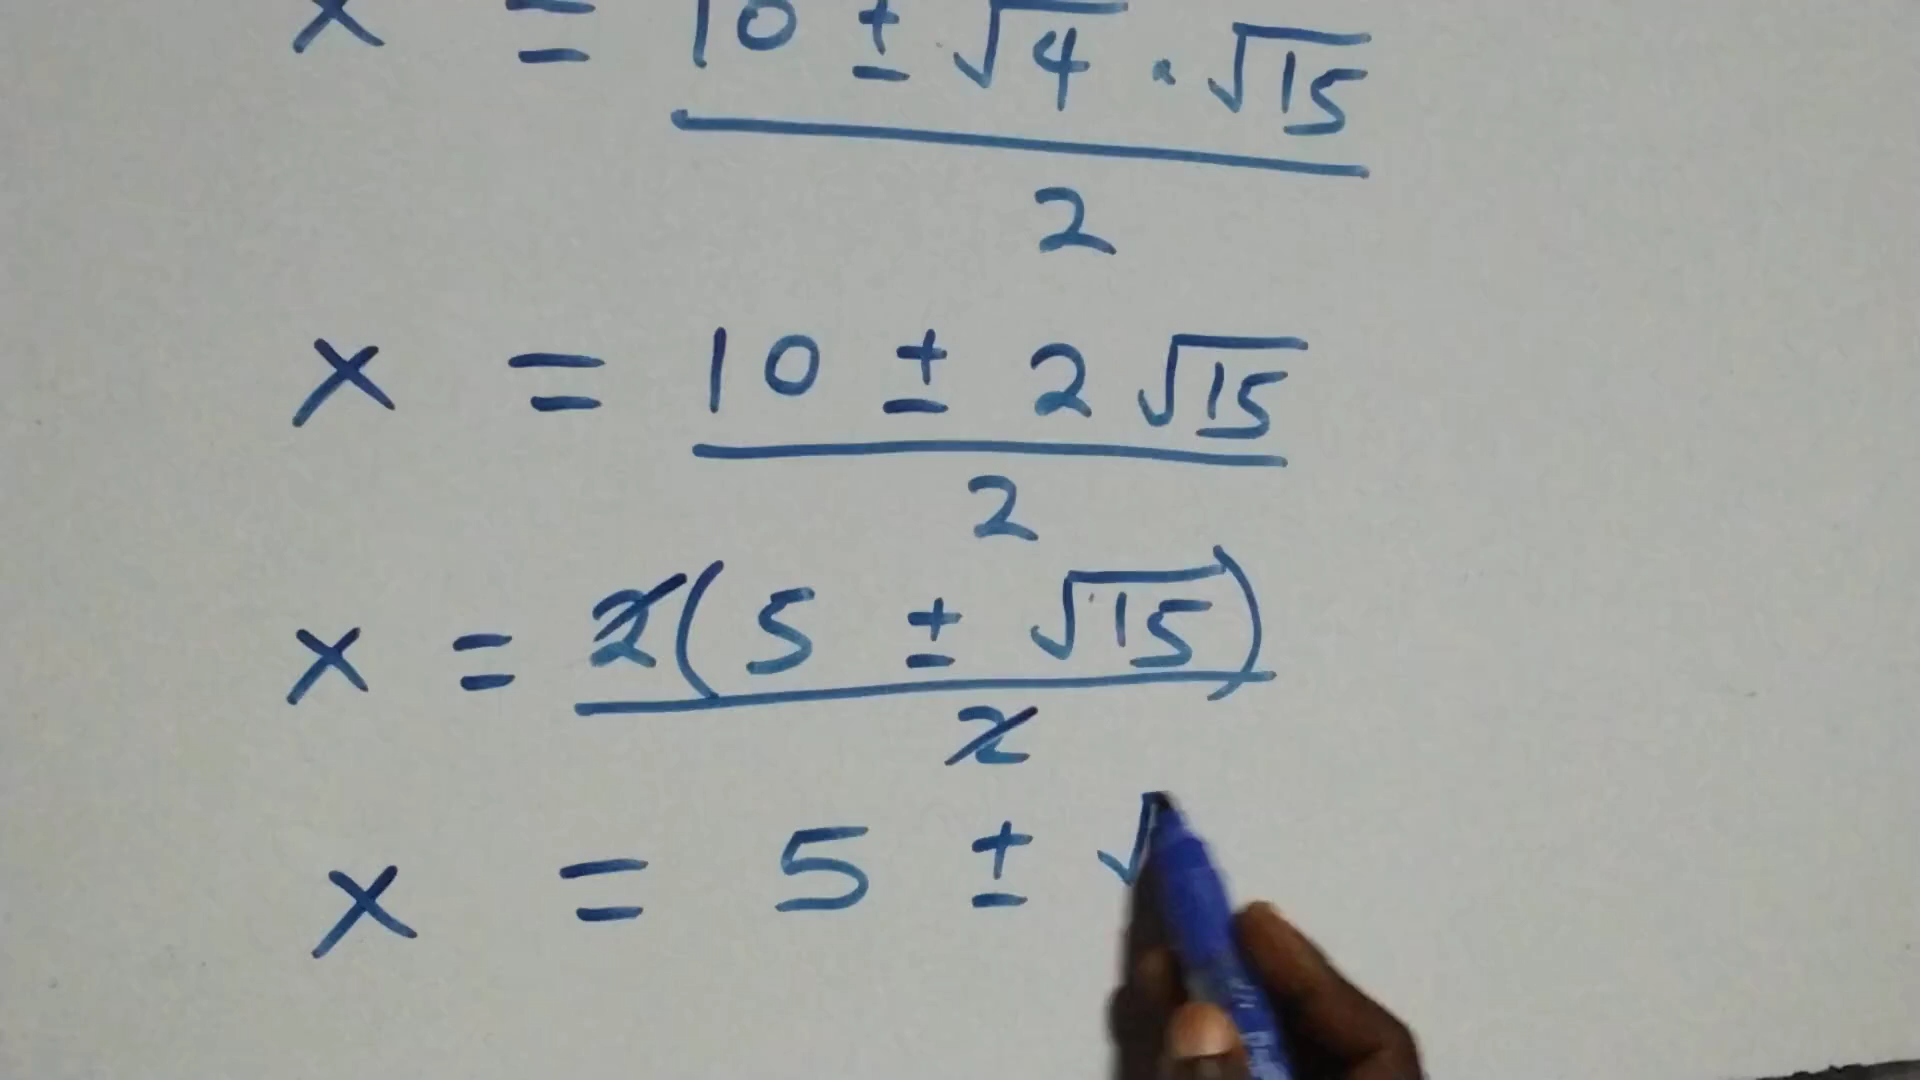 x = 10 ± √4 · √15
2
x = 10 ± 2√15
2
x = 2(5 ± √15)
2
x = 5 ± √